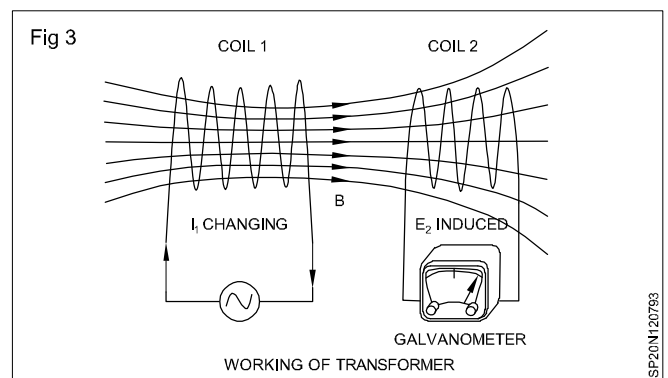 Fig 3
COIL 1
COIL 2
B
I₁ CHANGING
E₂ INDUCED
GALVANOMETER
WORKING OF TRANSFORMER
SP20N120793